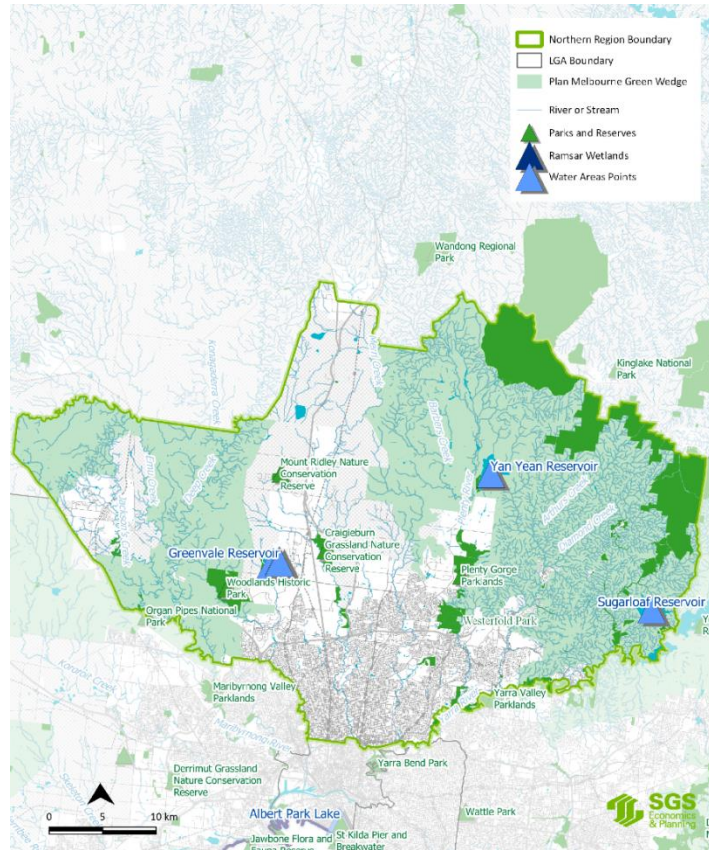 Northern Region Boundary
LGA Boundary
Plan Melbourne Green Wedge
River or Stream
Parks and Reserves
Ramsar Wetlands
Water Areas Points
Wandong Regional
Park
Kinglake National
Park
Mount Ridley Nature
Conservation
Reserve
Yan Yean Reservoir
Craigieburn
Grassland Nature
Conservation
Reserve
Greenvale Reservoir
Woodlands Historic
Park
Plenty Gorge
Parklands
Organ Pipes National
Park
Sugarloaf Reservoir
Maribyrnong Valley
Parklands
Yarra Valley
Parklands
Derrimut Grassland
Nature Conservation
Reserve
Yarra Bend Park
Albert Park Lake
Wattle Park
Jawbone Flora and
St Kilda Pier and
Breakwater
0 5 10 km
SGS
Economics
& Planning